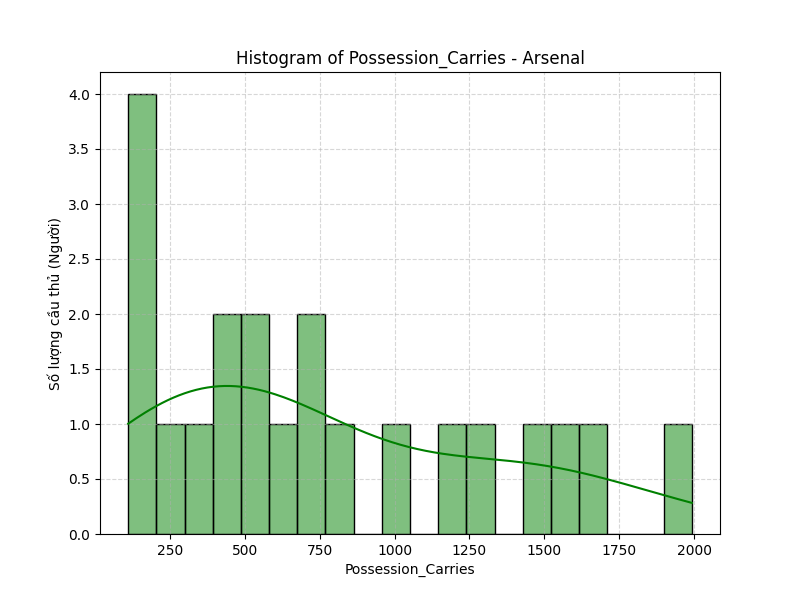 Histogram of Possession_Carries - Arsenal
Số lượng cầu thủ (Người)
4.0
3.5
3.0
2.5
2.0
1.5
1.0
0.5
0.0
250 500 750 1000 1250 1500 1750 2000
Possession_Carries